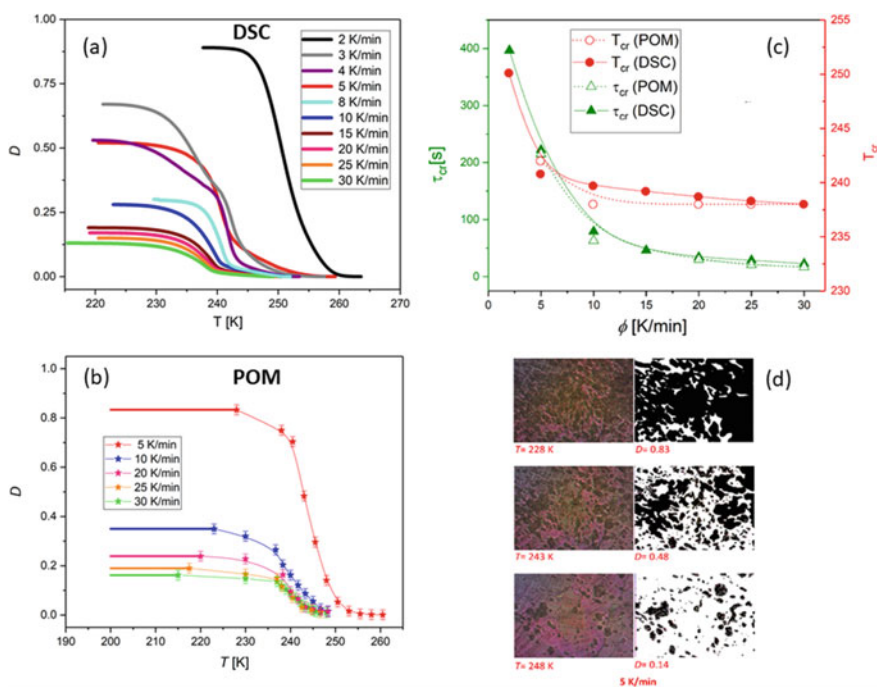 (a)
DSC
1.00
0.75
0.50
0.25
0.00
D
220
230
240
250
260
270
T [K]
2 K/min
3 K/min
4 K/min
5 K/min
8 K/min
10 K/min
15 K/min
20 K/min
25 K/min
30 K/min
(c)
400
300
200
100
0
τcr[s]
255
250
245
240
235
230
Tcr
0
5
10
15
20
25
30
ϕ [K/min]
Tcr (POM)
Tcr (DSC)
τcr (POM)
τcr (DSC)
(b)
POM
1.0
0.8
0.6
0.4
0.2
0.0
D
190
200
210
220
230
240
250
260
T [K]
5 K/min
10 K/min
20 K/min
25 K/min
30 K/min
(d)
T= 228 K
D= 0.83
T= 243 K
D= 0.48
T= 248 K
D= 0.14
5 K/min